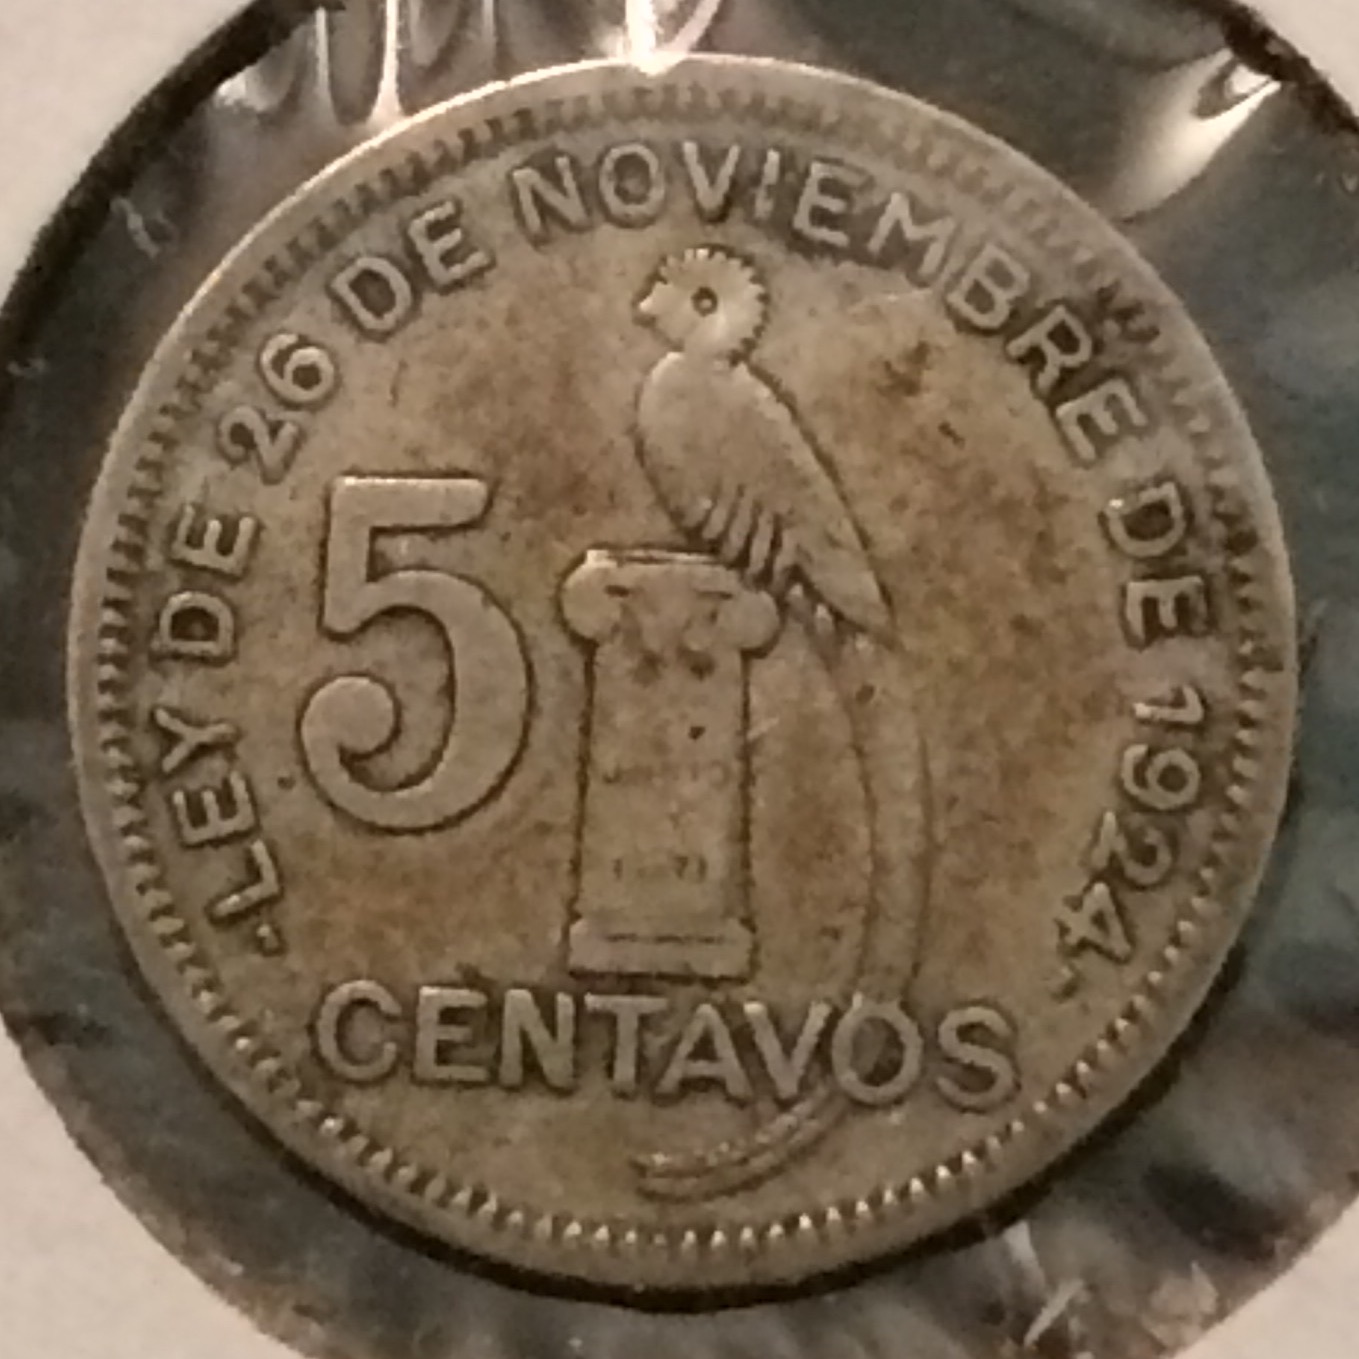 ·LEY DE 26 DE NOVIEMBRE DE 1924·
5
CENTAVOS